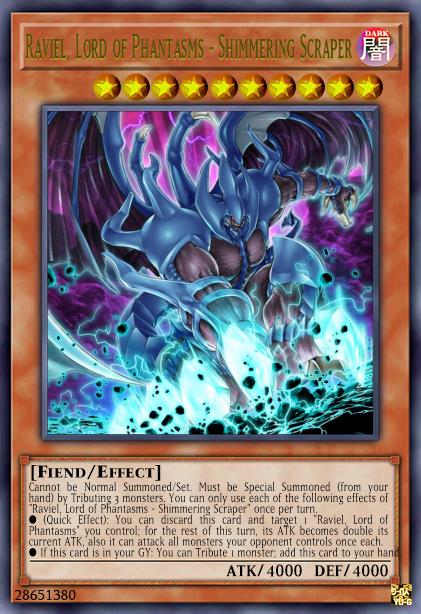 Raviel, Lord of Phantasms - Shimmering Scraper
DARK
闇
[Fiend/Effect]
Cannot be Normal Summoned/Set. Must be Special Summoned (from your
hand) by Tributing 3 monsters. You can only use each of the following effects of
"Raviel, Lord of Phantasms - Shimmering Scraper" once per turn.
● (Quick Effect): You can discard this card and target 1 "Raviel, Lord of
Phantasms" you control; for the rest of this turn, its ATK becomes double its
current ATK, also it can attack all monsters your opponent controls once each.
● If this card is in your GY: You can Tribute 1 monster; add this card to your hand
ATK/4000 DEF/4000
28651380